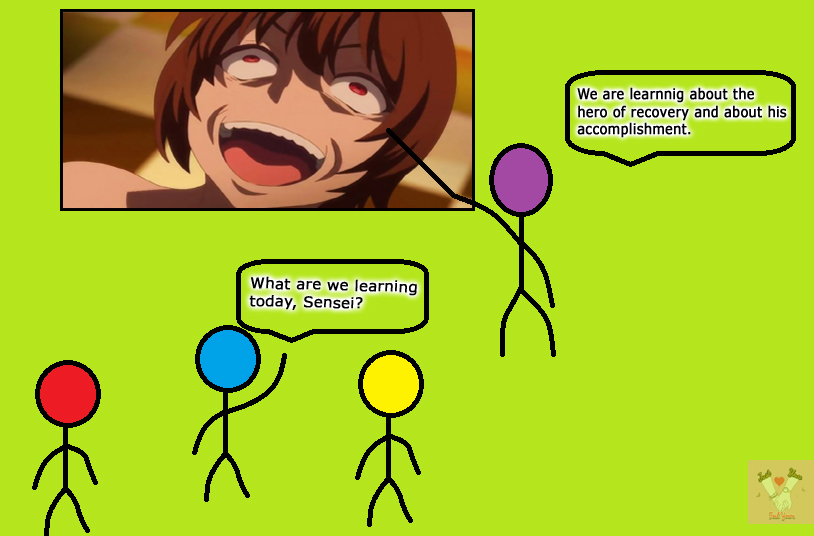 We are learnnig about the
hero of recovery and about his
accomplishment.
What are we learning
today, Sensei?